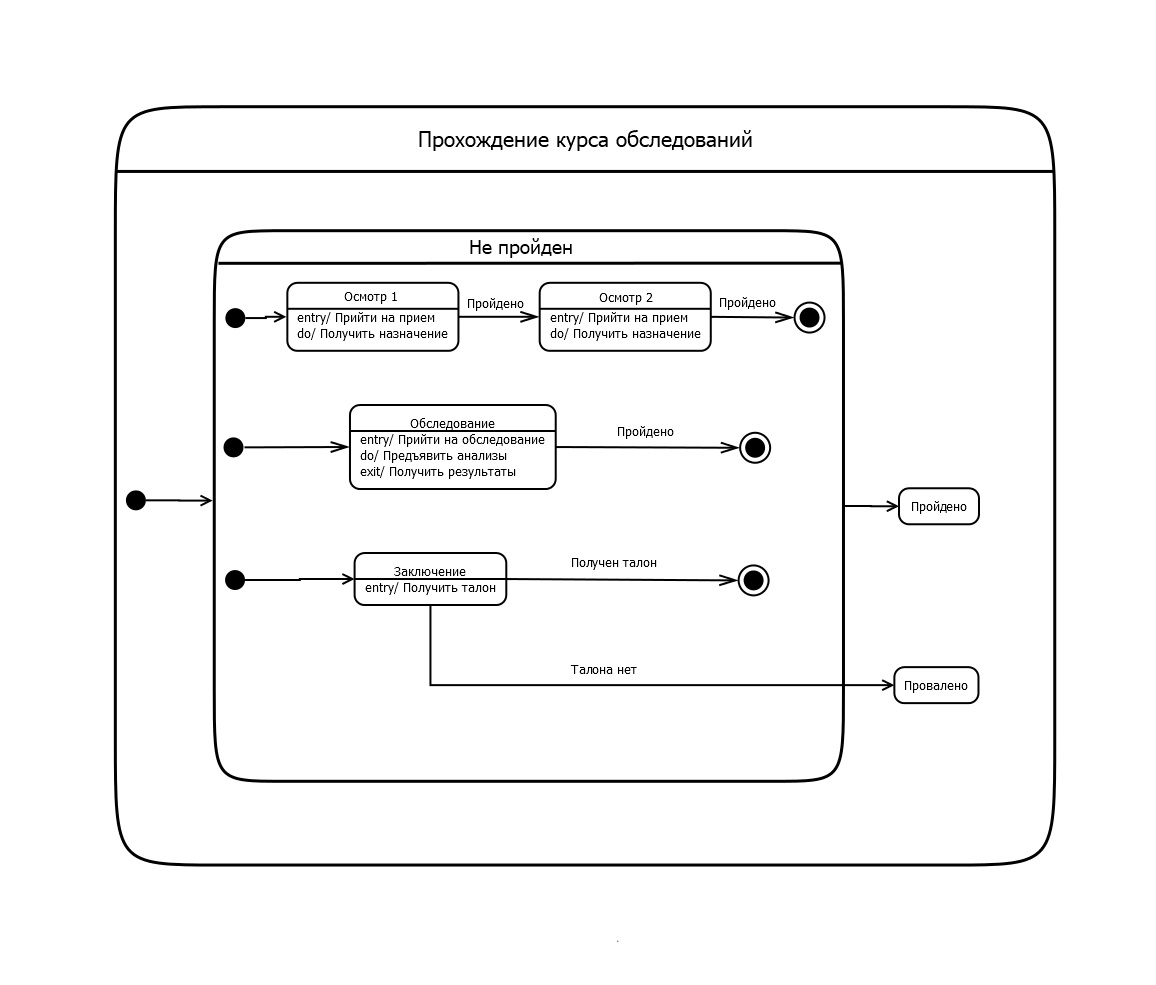 Прохождение курса обследований
Не пройден
Осмотр 1
entry/ Прийти на прием
do/ Получить назначение
Пройдено
Осмотр 2
entry/ Прийти на прием
do/ Получить назначение
Пройдено
Обследование
entry/ Прийти на обследование
do/ Предъявить анализы
exit/ Получить результаты
Пройдено
Пройдено
Заключение
entry/ Получить талон
Получен талон
Талона нет
Провалено